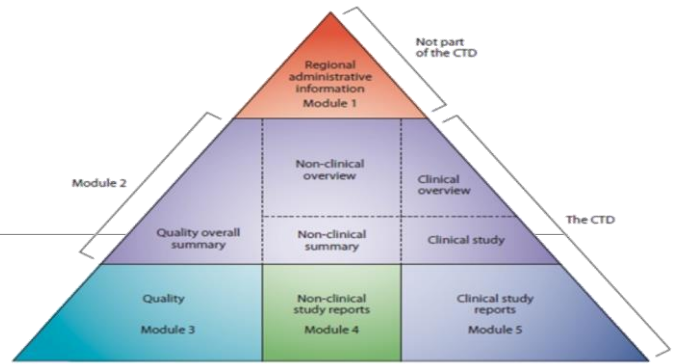 Not part
of the CTD
Regional
administrative
information
Module 1
Module 2
Non-clinical
overview
Clinical
overview
The CTD
Quality overall
summary
Non-clinical
summary
Clinical study
Quality
Module 3
Non-clinical
study reports
Module 4
Clinical study
reports
Module 5